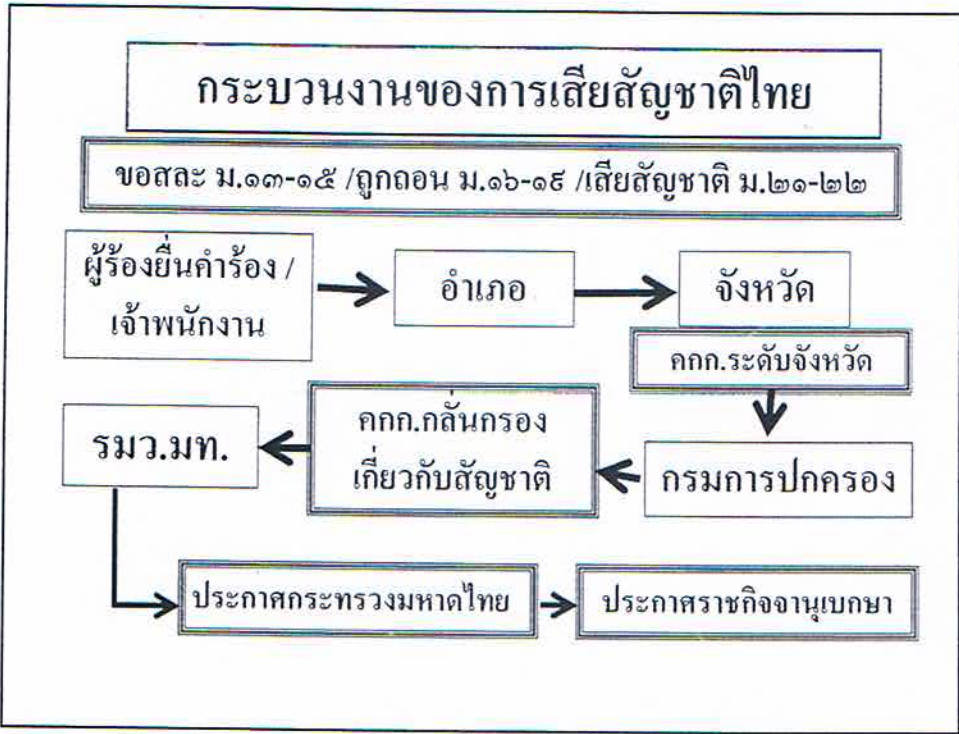 กระบวนงานของการเสียสัญชาติไทย
ขอสละ ม.๑๓-๑๕ /ถูกถอน ม.๑๖-๑๙ /เสียสัญชาติ ม.๒๑-๒๒
ผู้ร้องยื่นคำร้อง /
เจ้าพนักงาน
อำเภอ
จังหวัด
คกก.ระดับจังหวัด
กรมการปกครอง
คกก.กลั่นกรอง
เกี่ยวกับสัญชาติ
รมว.มท.
ประกาศกระทรวงมหาดไทย
ประกาศราชกิจจานุเบกษา